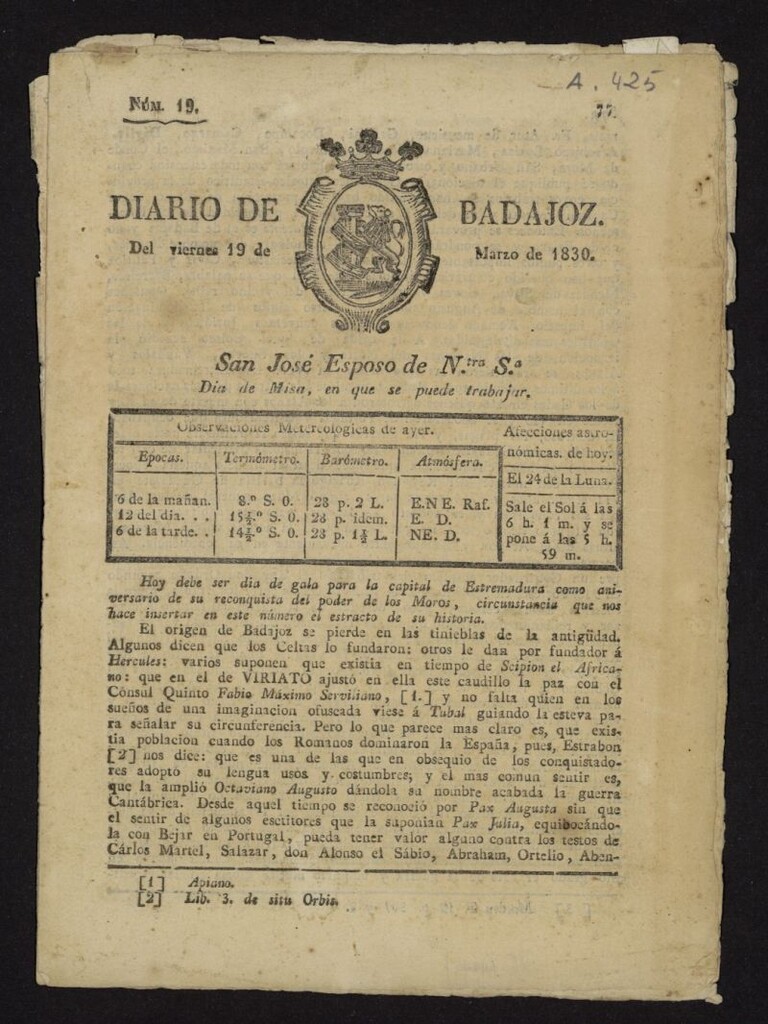 A. 425
Núm. 19.
77
DIARIO DE BADAJOZ.
Del viernes 19 de Marzo de 1830.
San José Esposo de N.tra S.a
Dia de Misa, en que se puede trabajar.
Observaciones Metereologicas de ayer.
Epocas. Termómetro. Barómetro. Atmósfera.
6 de la mañan. 8.º S. 0. 28 p. 2 L. E.NE. Raf.
12 del dia. . . 15½.º S. 0. 28 p. idem. E. D.
6 de la tarde. . 14½.º S. 0. 28 p. 1½ L. NE. D.
Afecciones astro-
nómicas. de hoy.
El 24 de la Luna.
Sale el Sol á las
6 h. 1 m. y se
pone á las 5 h.
59 m.
Hoy debe ser dia de gala para la capital de Estremadura como ani-
versario de su reconquista del poder de los Moros, circunstancia que nos
hace insertar en este número el estracto de su historia.
El origen de Badajoz se pierde en las tinieblas de la antigüdad.
Algunos dicen que los Celtas lo fundaron: otros le dan por fundador á
Hercules: varios suponen que existia en tiempo de Scipion el Africa-
no: que en el de VIRIATO ajustó en ella este caudillo la paz con el
Cónsul Quinto Fabio Máximo Serviliano, [1.] y no falta quien en los
sueños de una imaginacion ofuscada viese á Tubal guiando la esteva pa-
ra señalar su circunferencia. Pero lo que parece mas claro es, que exis-
tia poblacion cuando los Romanos dominaron la España, pues, Estrabon
[2] nos dice: que es una de las que en obsequio de los conquistado-
res adoptó su lengua usos y costumbres; y el mas comun sentir es,
que la amplió Octaviano Augusto dándola su nombre acabada la guerra
Cantábrica. Desde aquel tiempo se reconoció por Pax Augusta sin que
el sentir de algunos escitores que la suponian Pax Julia, equibocándo-
la con Bejar en Portugal, pueda tener valor alguno contra los testos de
Cárlos Martel, Salazar, don Alonso el Sábio, Abraham, Ortelio, Aben-
[1] Apiano.
[2] Lib. 3. de situ Orbis.